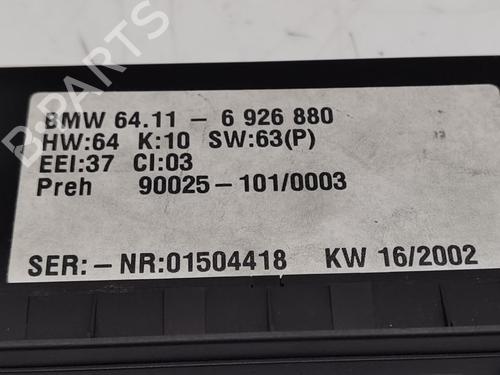 BMW 64.11 - 6 926 880
HW:64 K:10 SW:63(P)
EEI:37 CI:03
Preh 90025-101/0003
SER:-NR:01504418 KW 16/2002
B-Parts